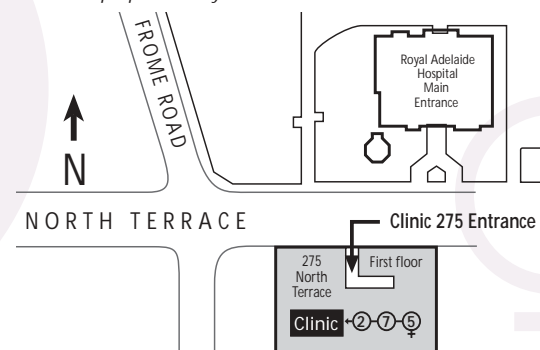 FROME ROAD
Royal Adelaide
Hospital
Main
Entrance
N
NORTH TERRACE
Clinic 275 Entrance
275
North
Terrace
First floor
Clinic 2-7-5